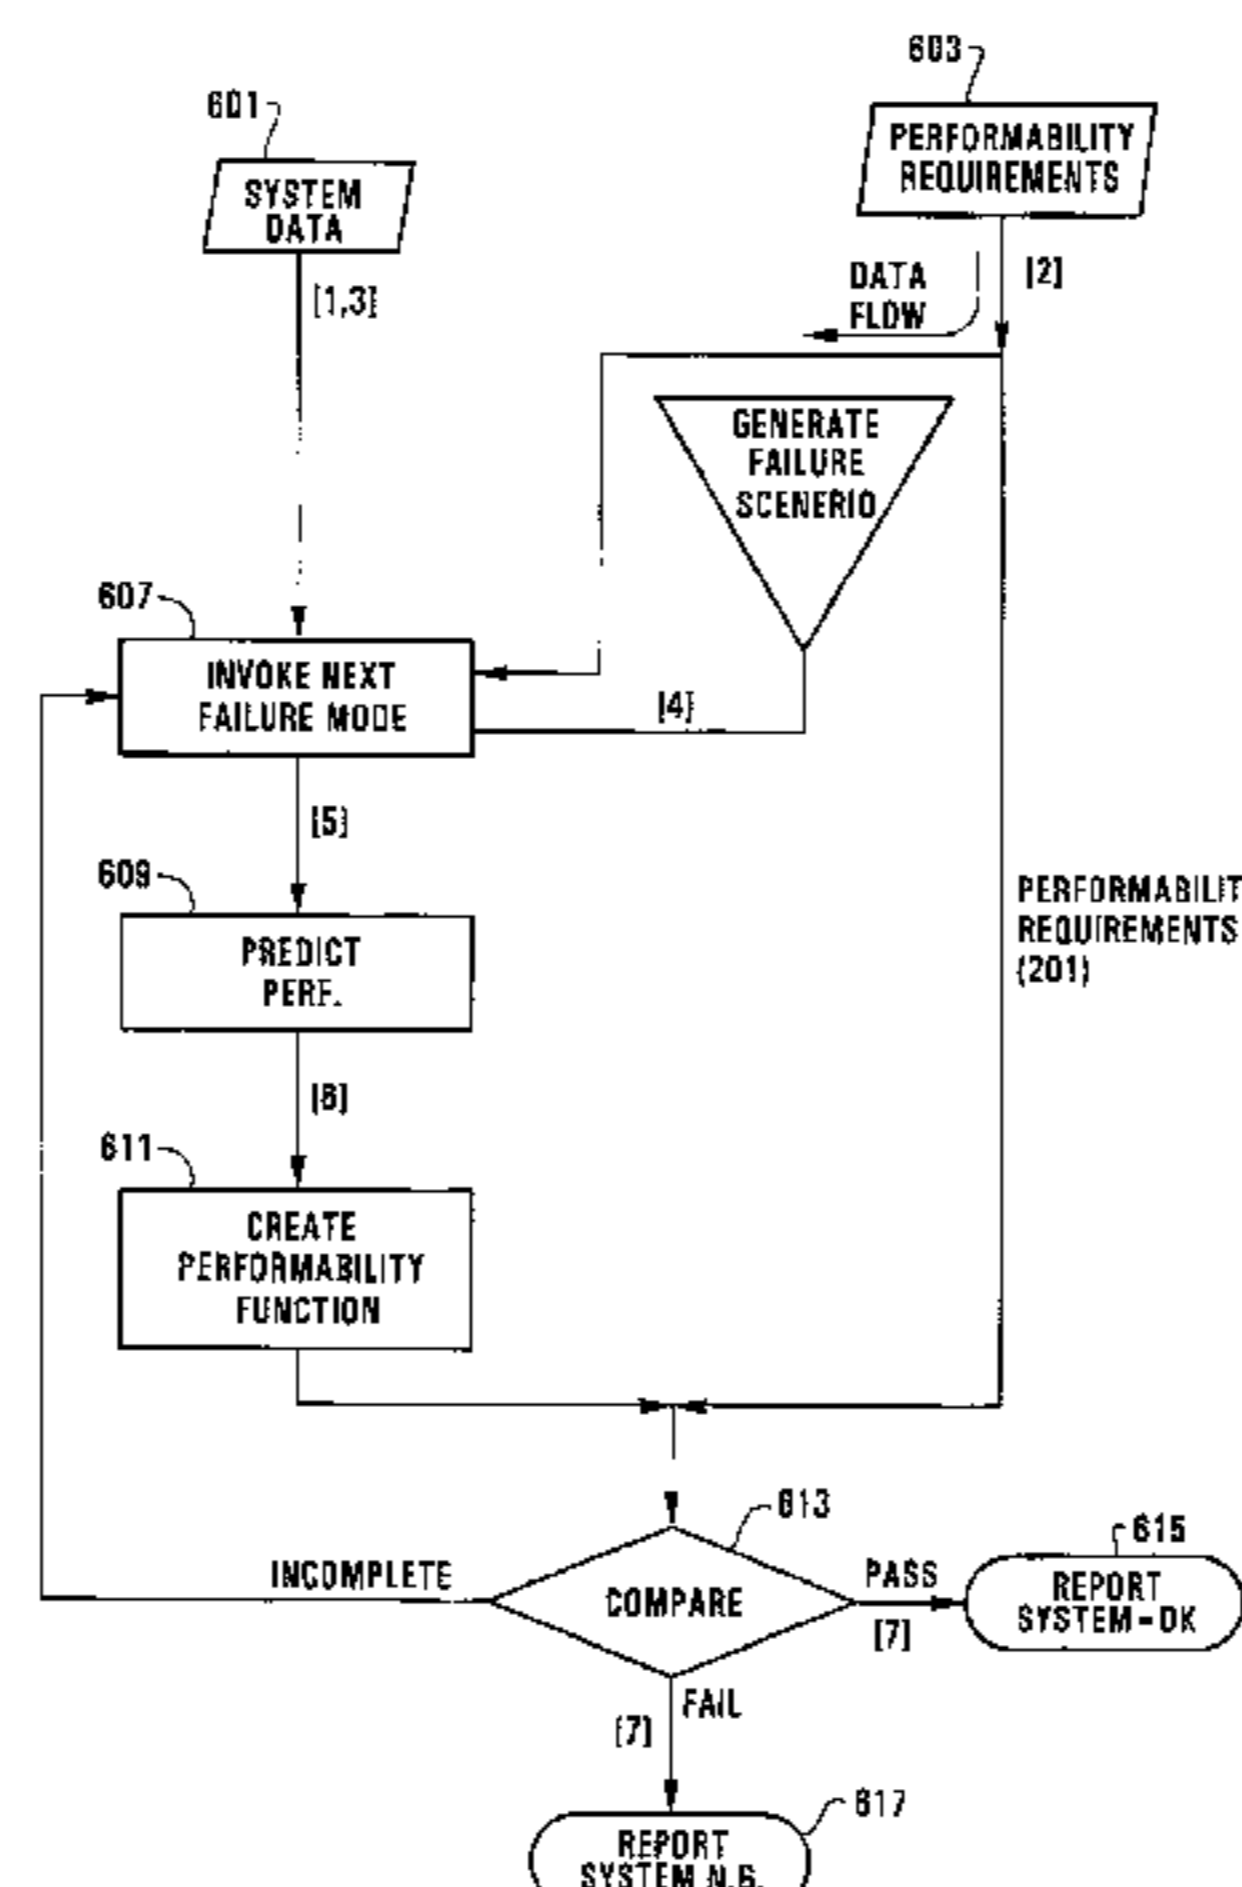 603
601
PERFORMABILITY
REQUIREMENTS
SYSTEM
DATA
[1,3]
[2]
DATA
FLOW
GENERATE
FAILURE
SCENERIO
607
INVOKE NEXT
FAILURE MODE
[4]
[5]
609
PREDICT
PERF.
PERFORMABILIT
REQUIREMENTS
(201)
[6]
611
CREATE
PERFORMABILITY
FUNCTION
613
615
INCOMPLETE
COMPARE
PASS
[7]
REPORT
SYSTEM-OK
FAIL
[7]
617
REPORT
SYSTEM N.G.